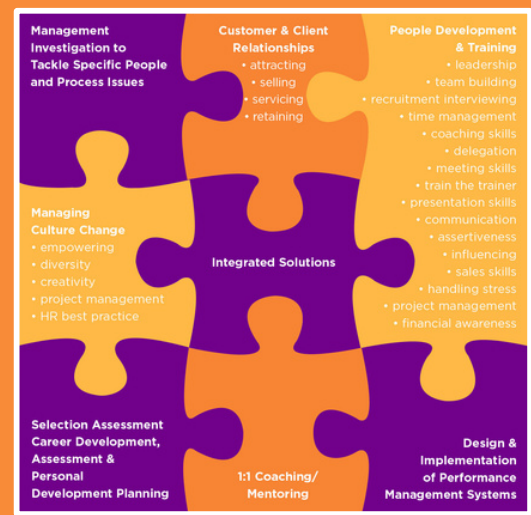 Management
Investigation to
Tackle Specific People
and Process Issues
Customer & Client
Relationships
• attracting
• selling
• servicing
• retaining
People Development
& Training
• leadership
• team building
• recruitment interviewing
• time management
• coaching skills
• delegation
• meeting skills
• train the trainer
• presentation skills
• communication
• assertiveness
• influencing
• sales skills
• handling stress
• project management
• financial awareness
Managing
Culture Change
• empowering
• diversity
• creativity
• project management
• HR best practice
Integrated Solutions
Selection Assessment
Career Development,
Assessment &
Personal
Development Planning
1:1 Coaching/
Mentoring
Design &
Implementation
of Performance
Management Systems